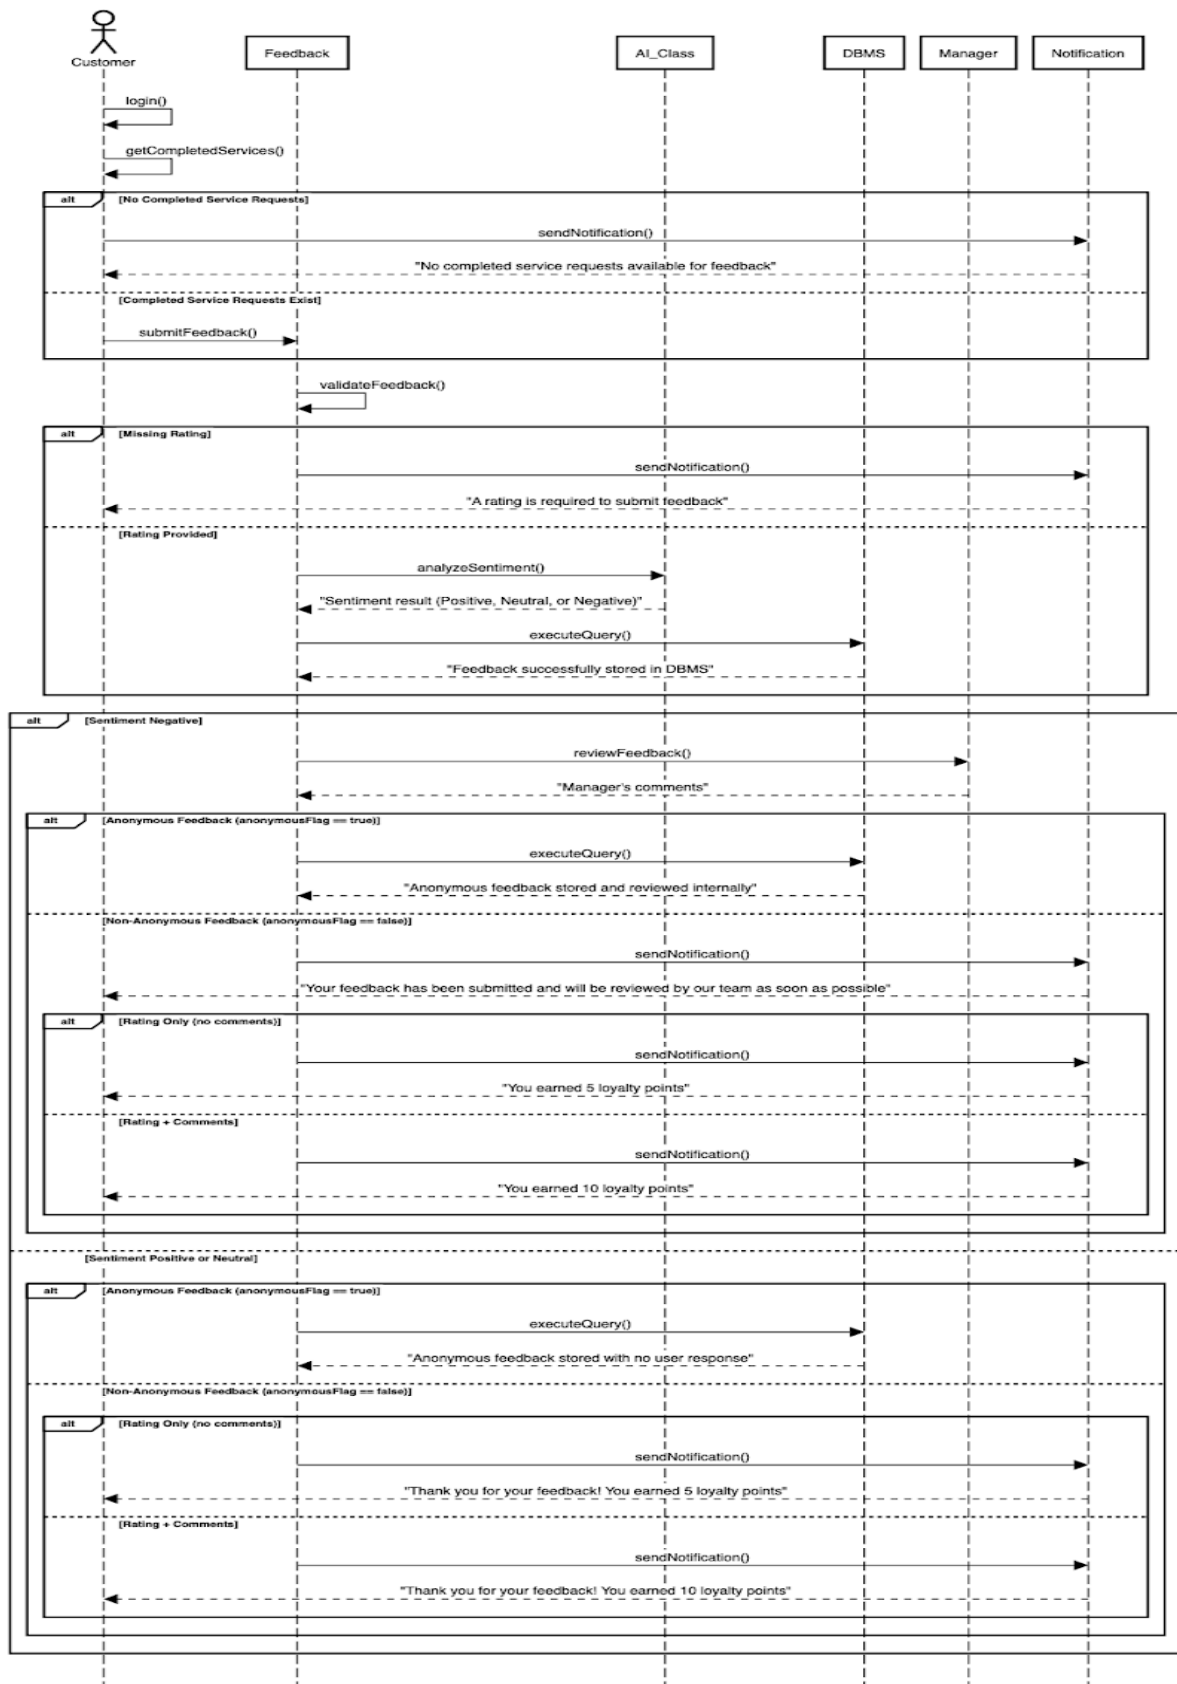 Customer
Feedback
AI_Class
DBMS
Manager
Notification
login()
getCompletedServices()
alt
[No Completed Service Requests]
sendNotification()
"No completed service requests available for feedback"
[Completed Service Requests Exist]
submitFeedback()
validateFeedback()
alt
[Missing Rating]
sendNotification()
"A rating is required to submit feedback"
[Rating Provided]
analyzeSentiment()
"Sentiment result (Positive, Neutral, or Negative)"
executeQuery()
"Feedback successfully stored in DBMS"
alt
[Sentiment Negative]
reviewFeedback()
"Manager's comments"
alt
[Anonymous Feedback (anonymousFlag == true)]
executeQuery()
"Anonymous feedback stored and reviewed internally"
[Non-Anonymous Feedback (anonymousFlag == false)]
sendNotification()
"Your feedback has been submitted and will be reviewed by our team as soon as possible"
alt
[Rating Only (no comments)]
sendNotification()
"You earned 5 loyalty points"
[Rating + Comments]
sendNotification()
"You earned 10 loyalty points"
[Sentiment Positive or Neutral]
alt
[Anonymous Feedback (anonymousFlag == true)]
executeQuery()
"Anonymous feedback stored with no user response"
[Non-Anonymous Feedback (anonymousFlag == false)]
alt
[Rating Only (no comments)]
sendNotification()
"Thank you for your feedback! You earned 5 loyalty points"
[Rating + Comments]
sendNotification()
"Thank you for your feedback! You earned 10 loyalty points"